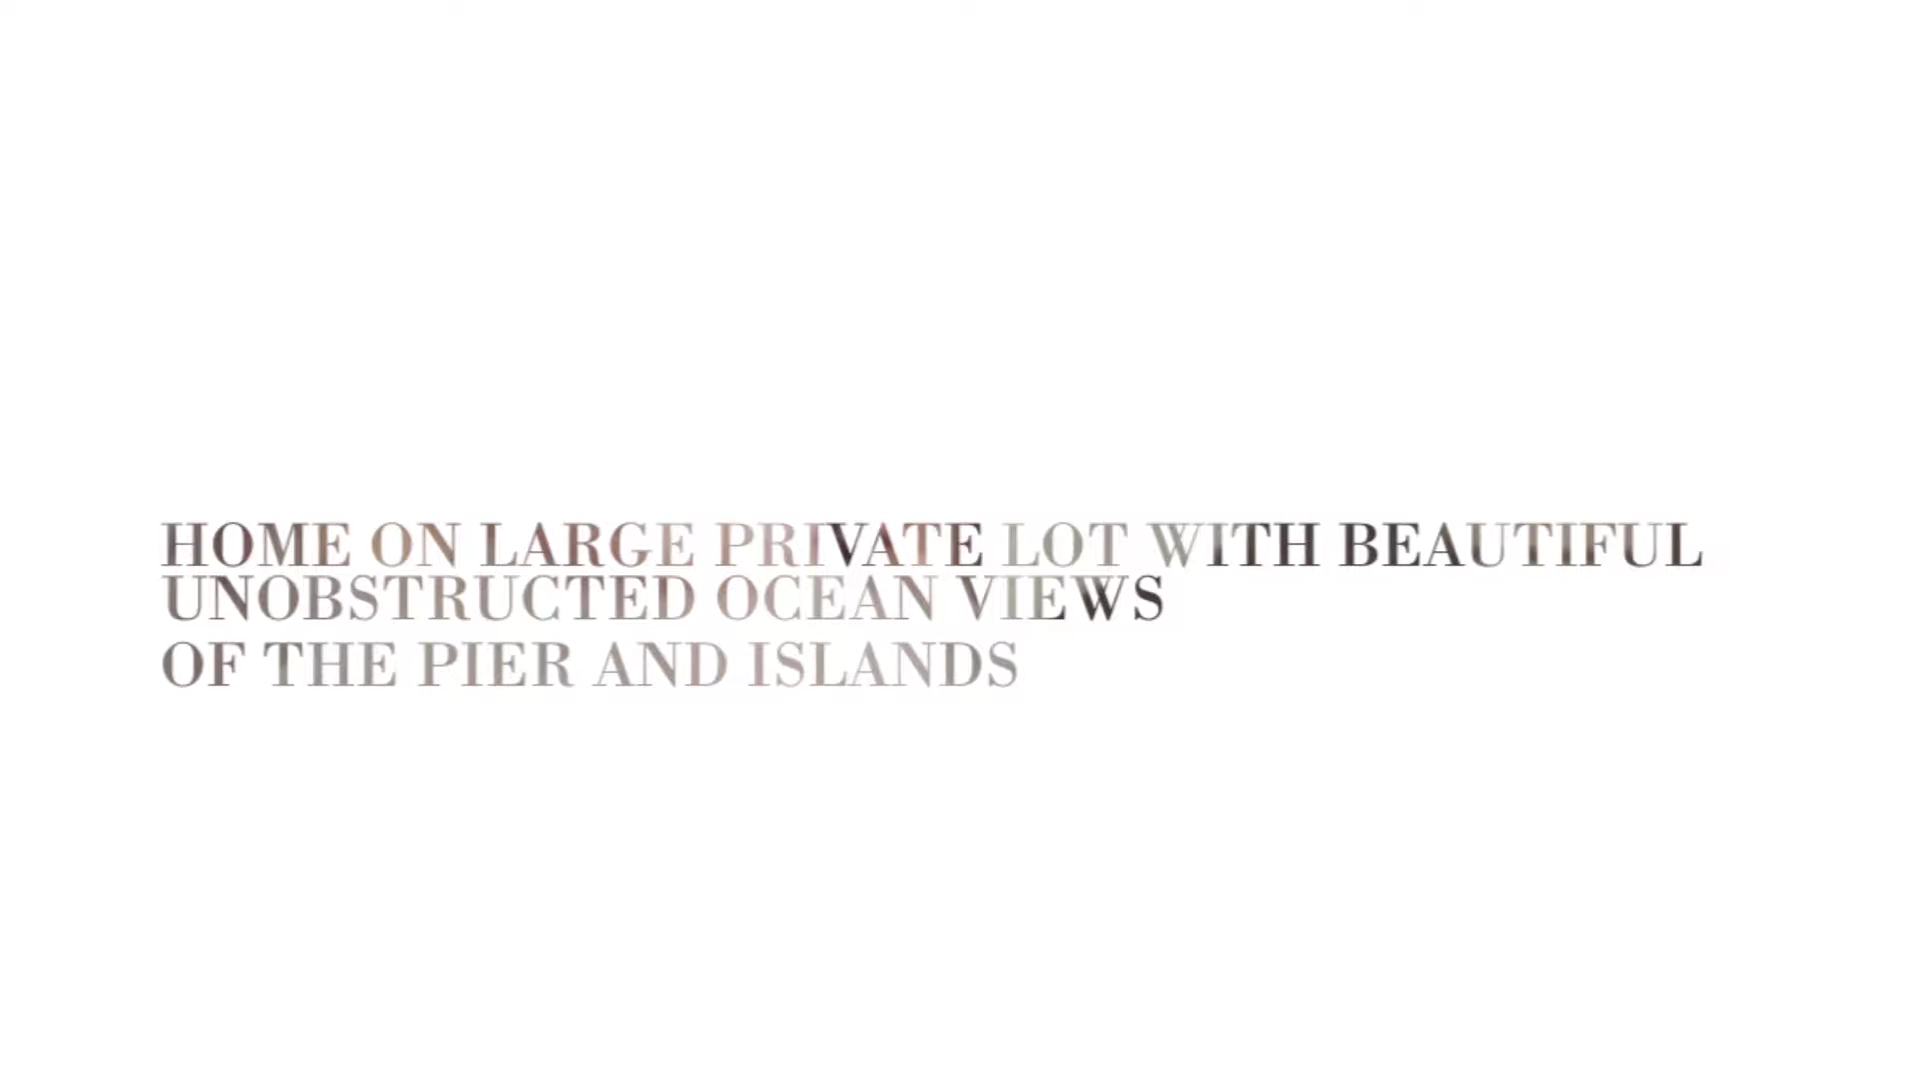 HOME ON LARGE PRIVATE LOT WITH BEAUTIFUL
UNOBSTRUCTED OCEAN VIEWS
OF THE PIER AND ISLANDS